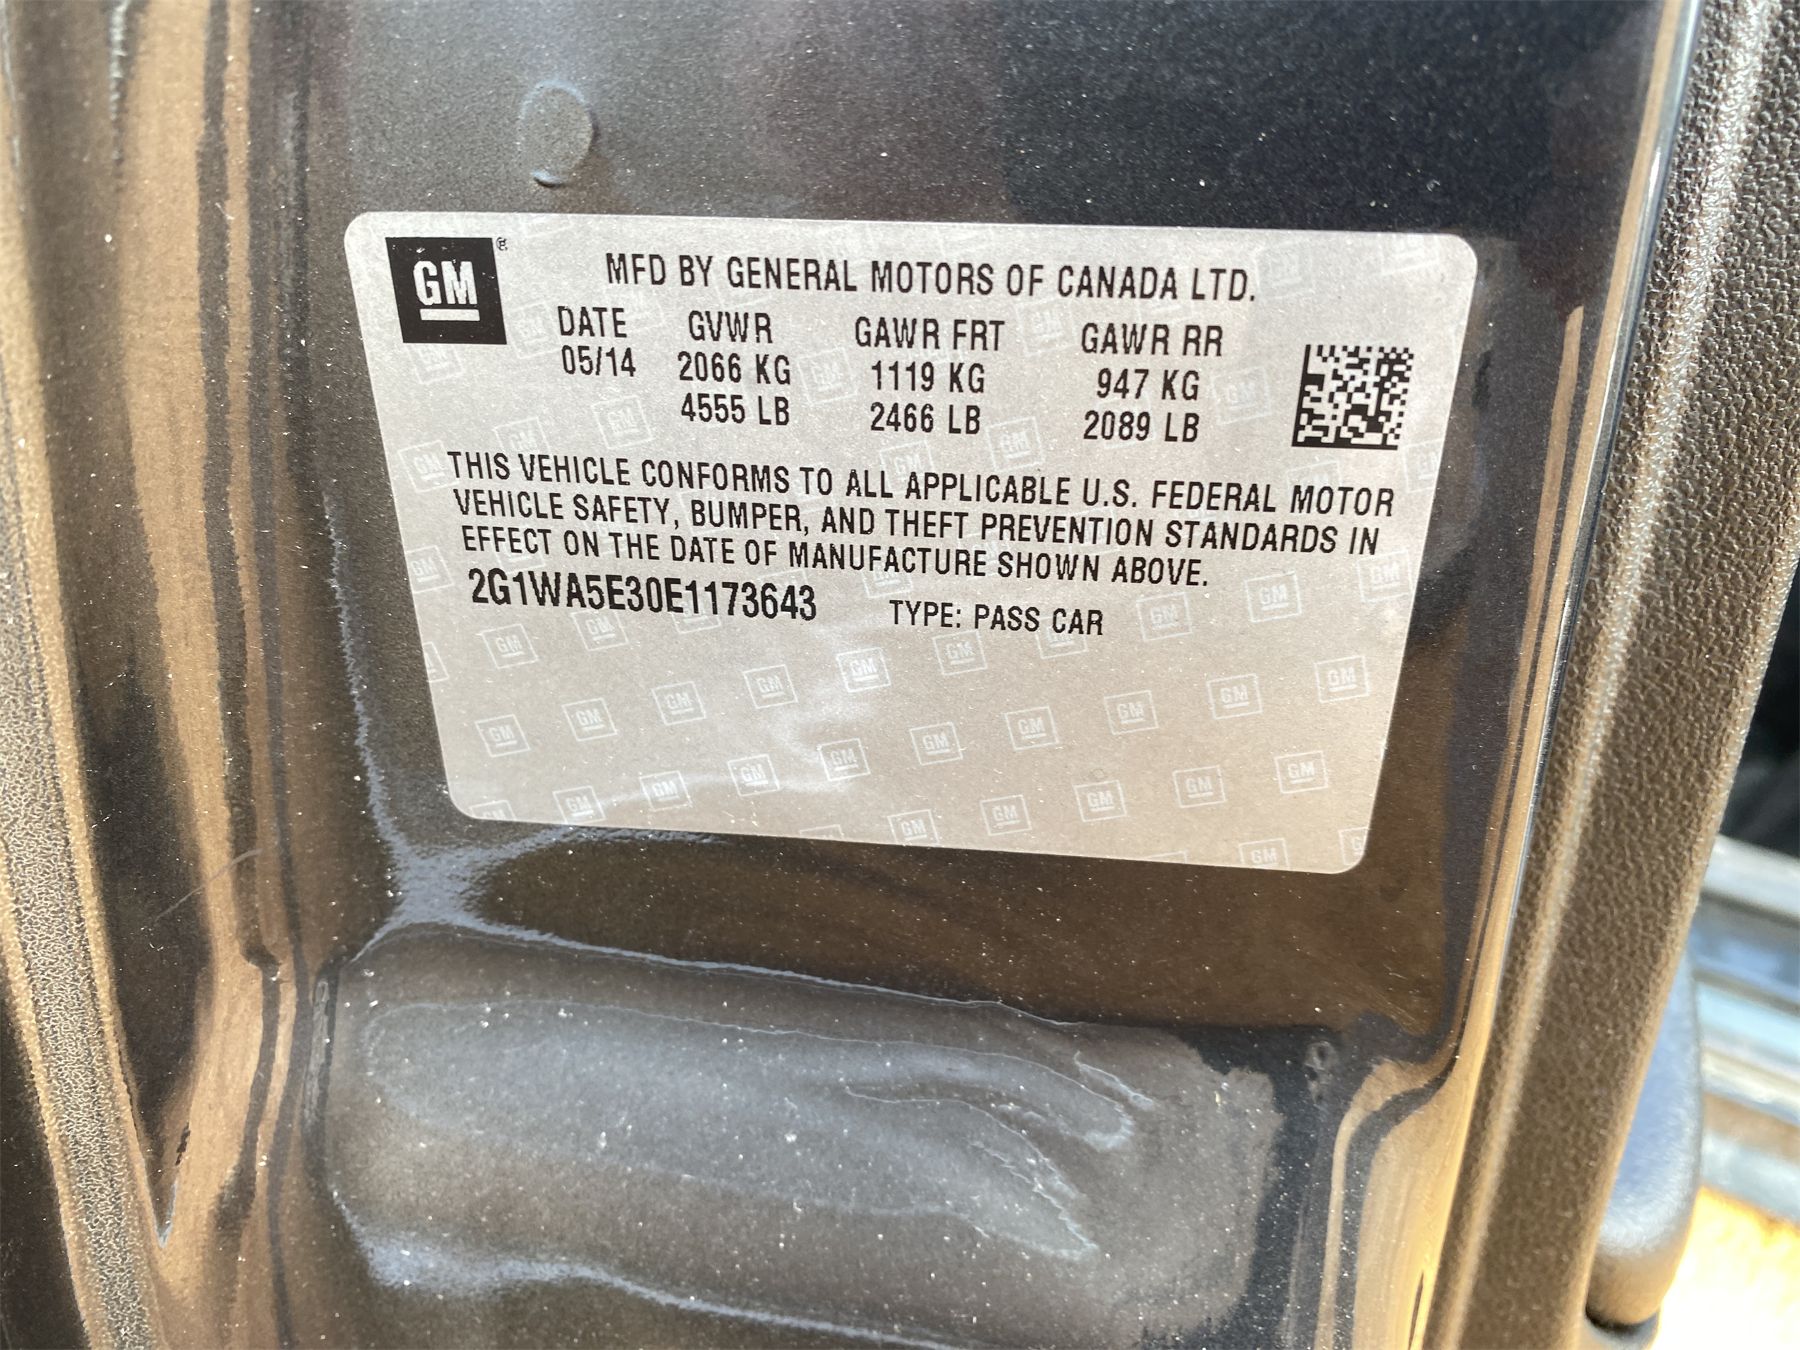 GM ®
MFD BY GENERAL MOTORS OF CANADA LTD.
DATE GVWR GAWR FRT GAWR RR
05/14 2066 KG 1119 KG 947 KG
4555 LB 2466 LB 2089 LB
THIS VEHICLE CONFORMS TO ALL APPLICABLE U.S. FEDERAL MOTOR
VEHICLE SAFETY, BUMPER, AND THEFT PREVENTION STANDARDS IN
EFFECT ON THE DATE OF MANUFACTURE SHOWN ABOVE.
2G1WA5E30E1173643 TYPE: PASS CAR